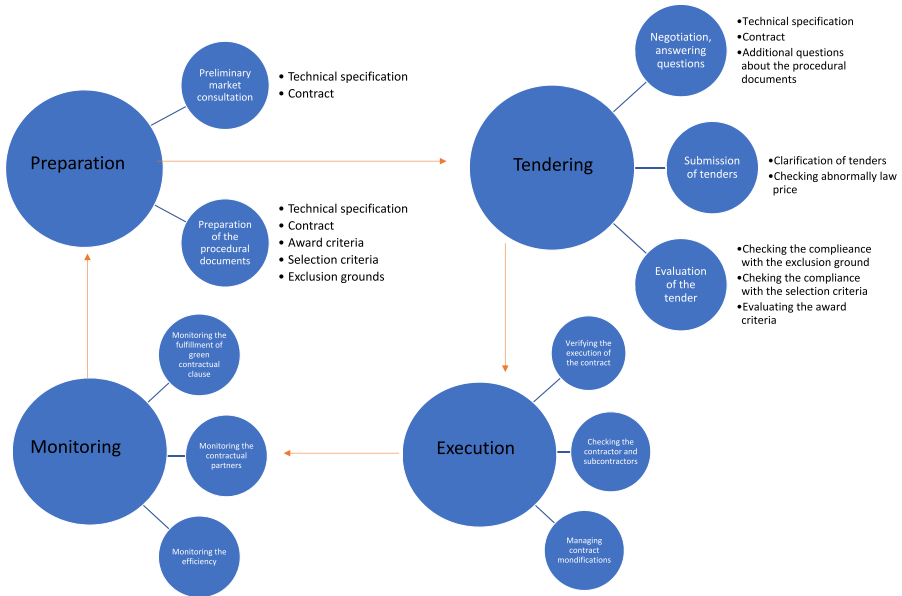 Preparation
Preliminary
market
consultation
• Technical specification
• Contract
Preparation
of the
procedural
documents
• Technical specification
• Contract
• Award criteria
• Selection criteria
• Exclusion grounds
Tendering
Negotiation,
answering
questions
•Technical specification
•Contract
•Additional questions
about the procedural
documents
Submission
of tenders
•Clarification of tenders
•Checking abnormally law
price
Evaluation
of the
tender
•Checking the complieance
with the exclusion ground
•Cheking the compliance
with the selection criteria
•Evaluating the award
criteria
Execution
Verifying the
execution of
the contract
Checking the
contractor and
subcontractors
Managing
contract
mondifications
Monitoring
Monitoring the
fulfillment of
green
contractual
clause
Monitoring the
contractual
partners
Monitoring the
efficiency